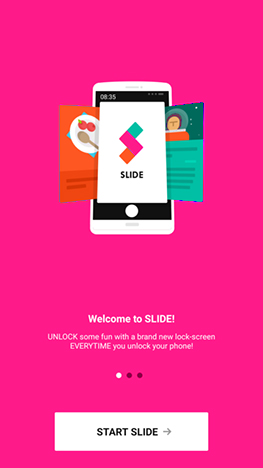 08:35
SLIDE
Welcome to SLIDE!
UNLOCK some fun with a brand new lock-screen
EVERYTIME you unlock your phone!
START SLIDE →